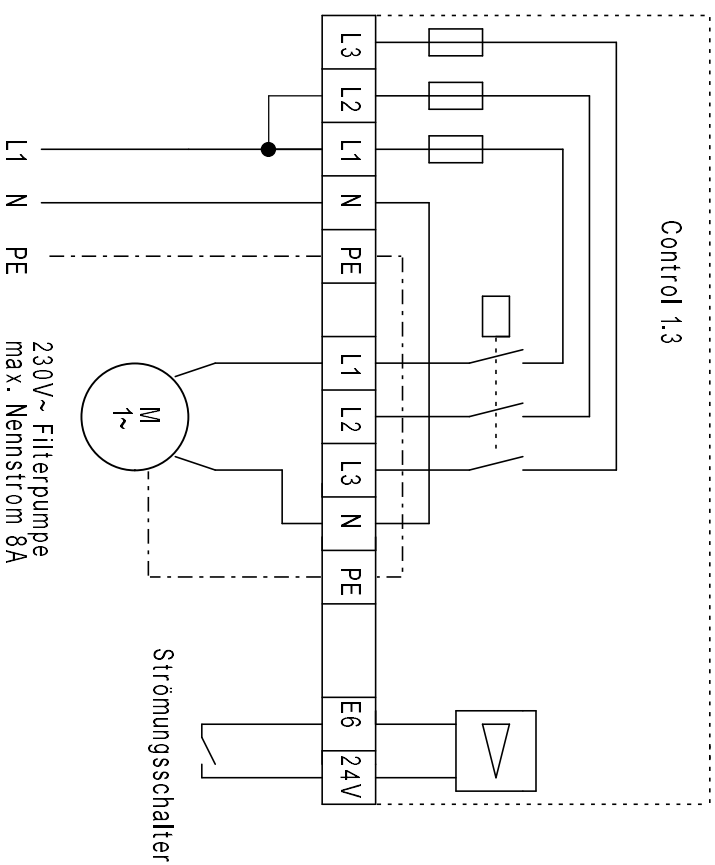 Control 1.3
L3
L2
L1
N
PE
L1
L2
L3
N
PE
E6
24V
L1
N
PE
M
1~
230V~ Filterpumpe
max. Nennstrom 8A
Strömungsschalter